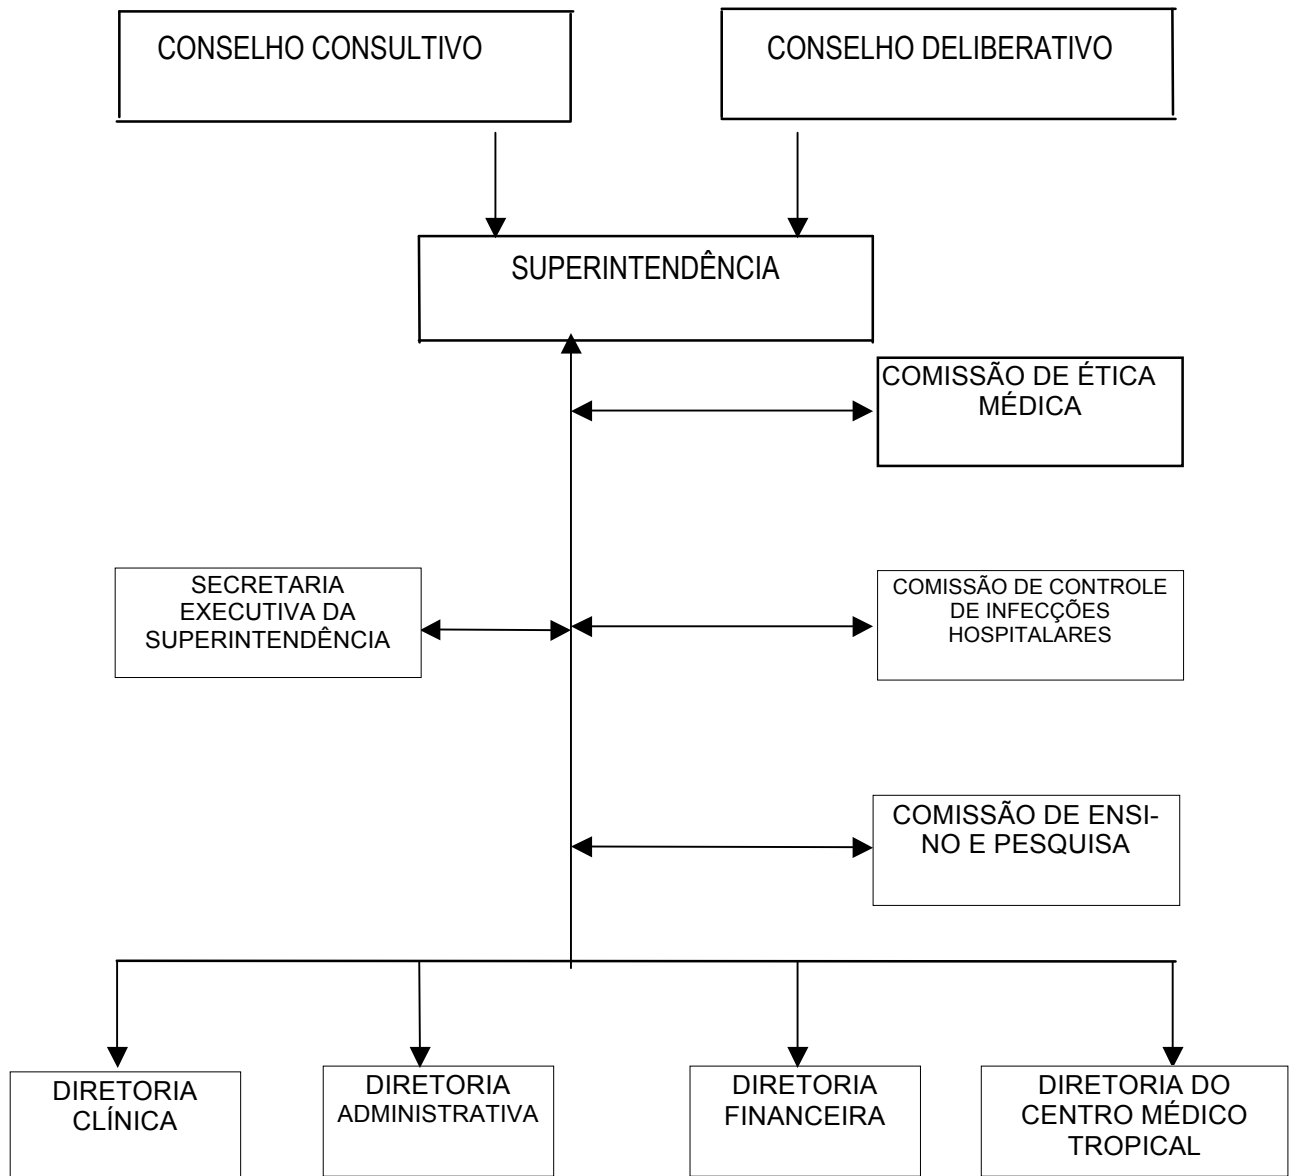 CONSELHO CONSULTIVO
CONSELHO DELIBERATIVO
SUPERINTENDÊNCIA
COMISSÃO DE ÉTICA
MÉDICA
SECRETARIA
EXECUTIVA DA
SUPERINTENDÊNCIA
COMISSÃO DE CONTROLE
DE INFECÇÕES
HOSPITALARES
COMISSÃO DE ENSI-
NO E PESQUISA
DIRETORIA
CLÍNICA
DIRETORIA
ADMINISTRATIVA
DIRETORIA
FINANCEIRA
DIRETORIA DO
CENTRO MÉDICO
TROPICAL